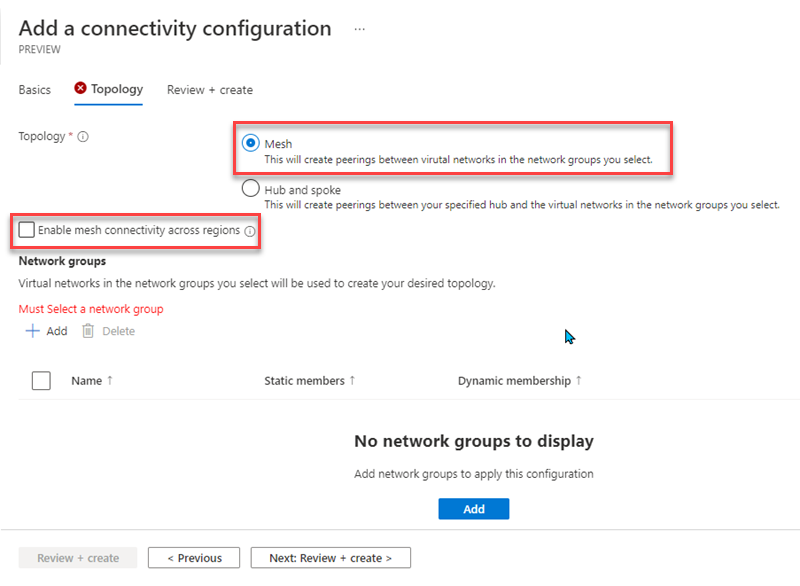 Add a connectivity configuration ...
PREVIEW
Basics Topology Review + create
Topology *
Mesh
This will create peerings between virutal networks in the network groups you select.
Hub and spoke
This will create peerings between your specified hub and the virtual networks in the network groups you select.
Enable mesh connectivity across regions
Network groups
Virtual networks in the network groups you select will be used to create your desired topology.
Must Select a network group
+ Add Delete
Name ↑ Static members ↑ Dynamic membership ↑
No network groups to display
Add network groups to apply this configuration
Add
Review + create < Previous Next: Review + create >